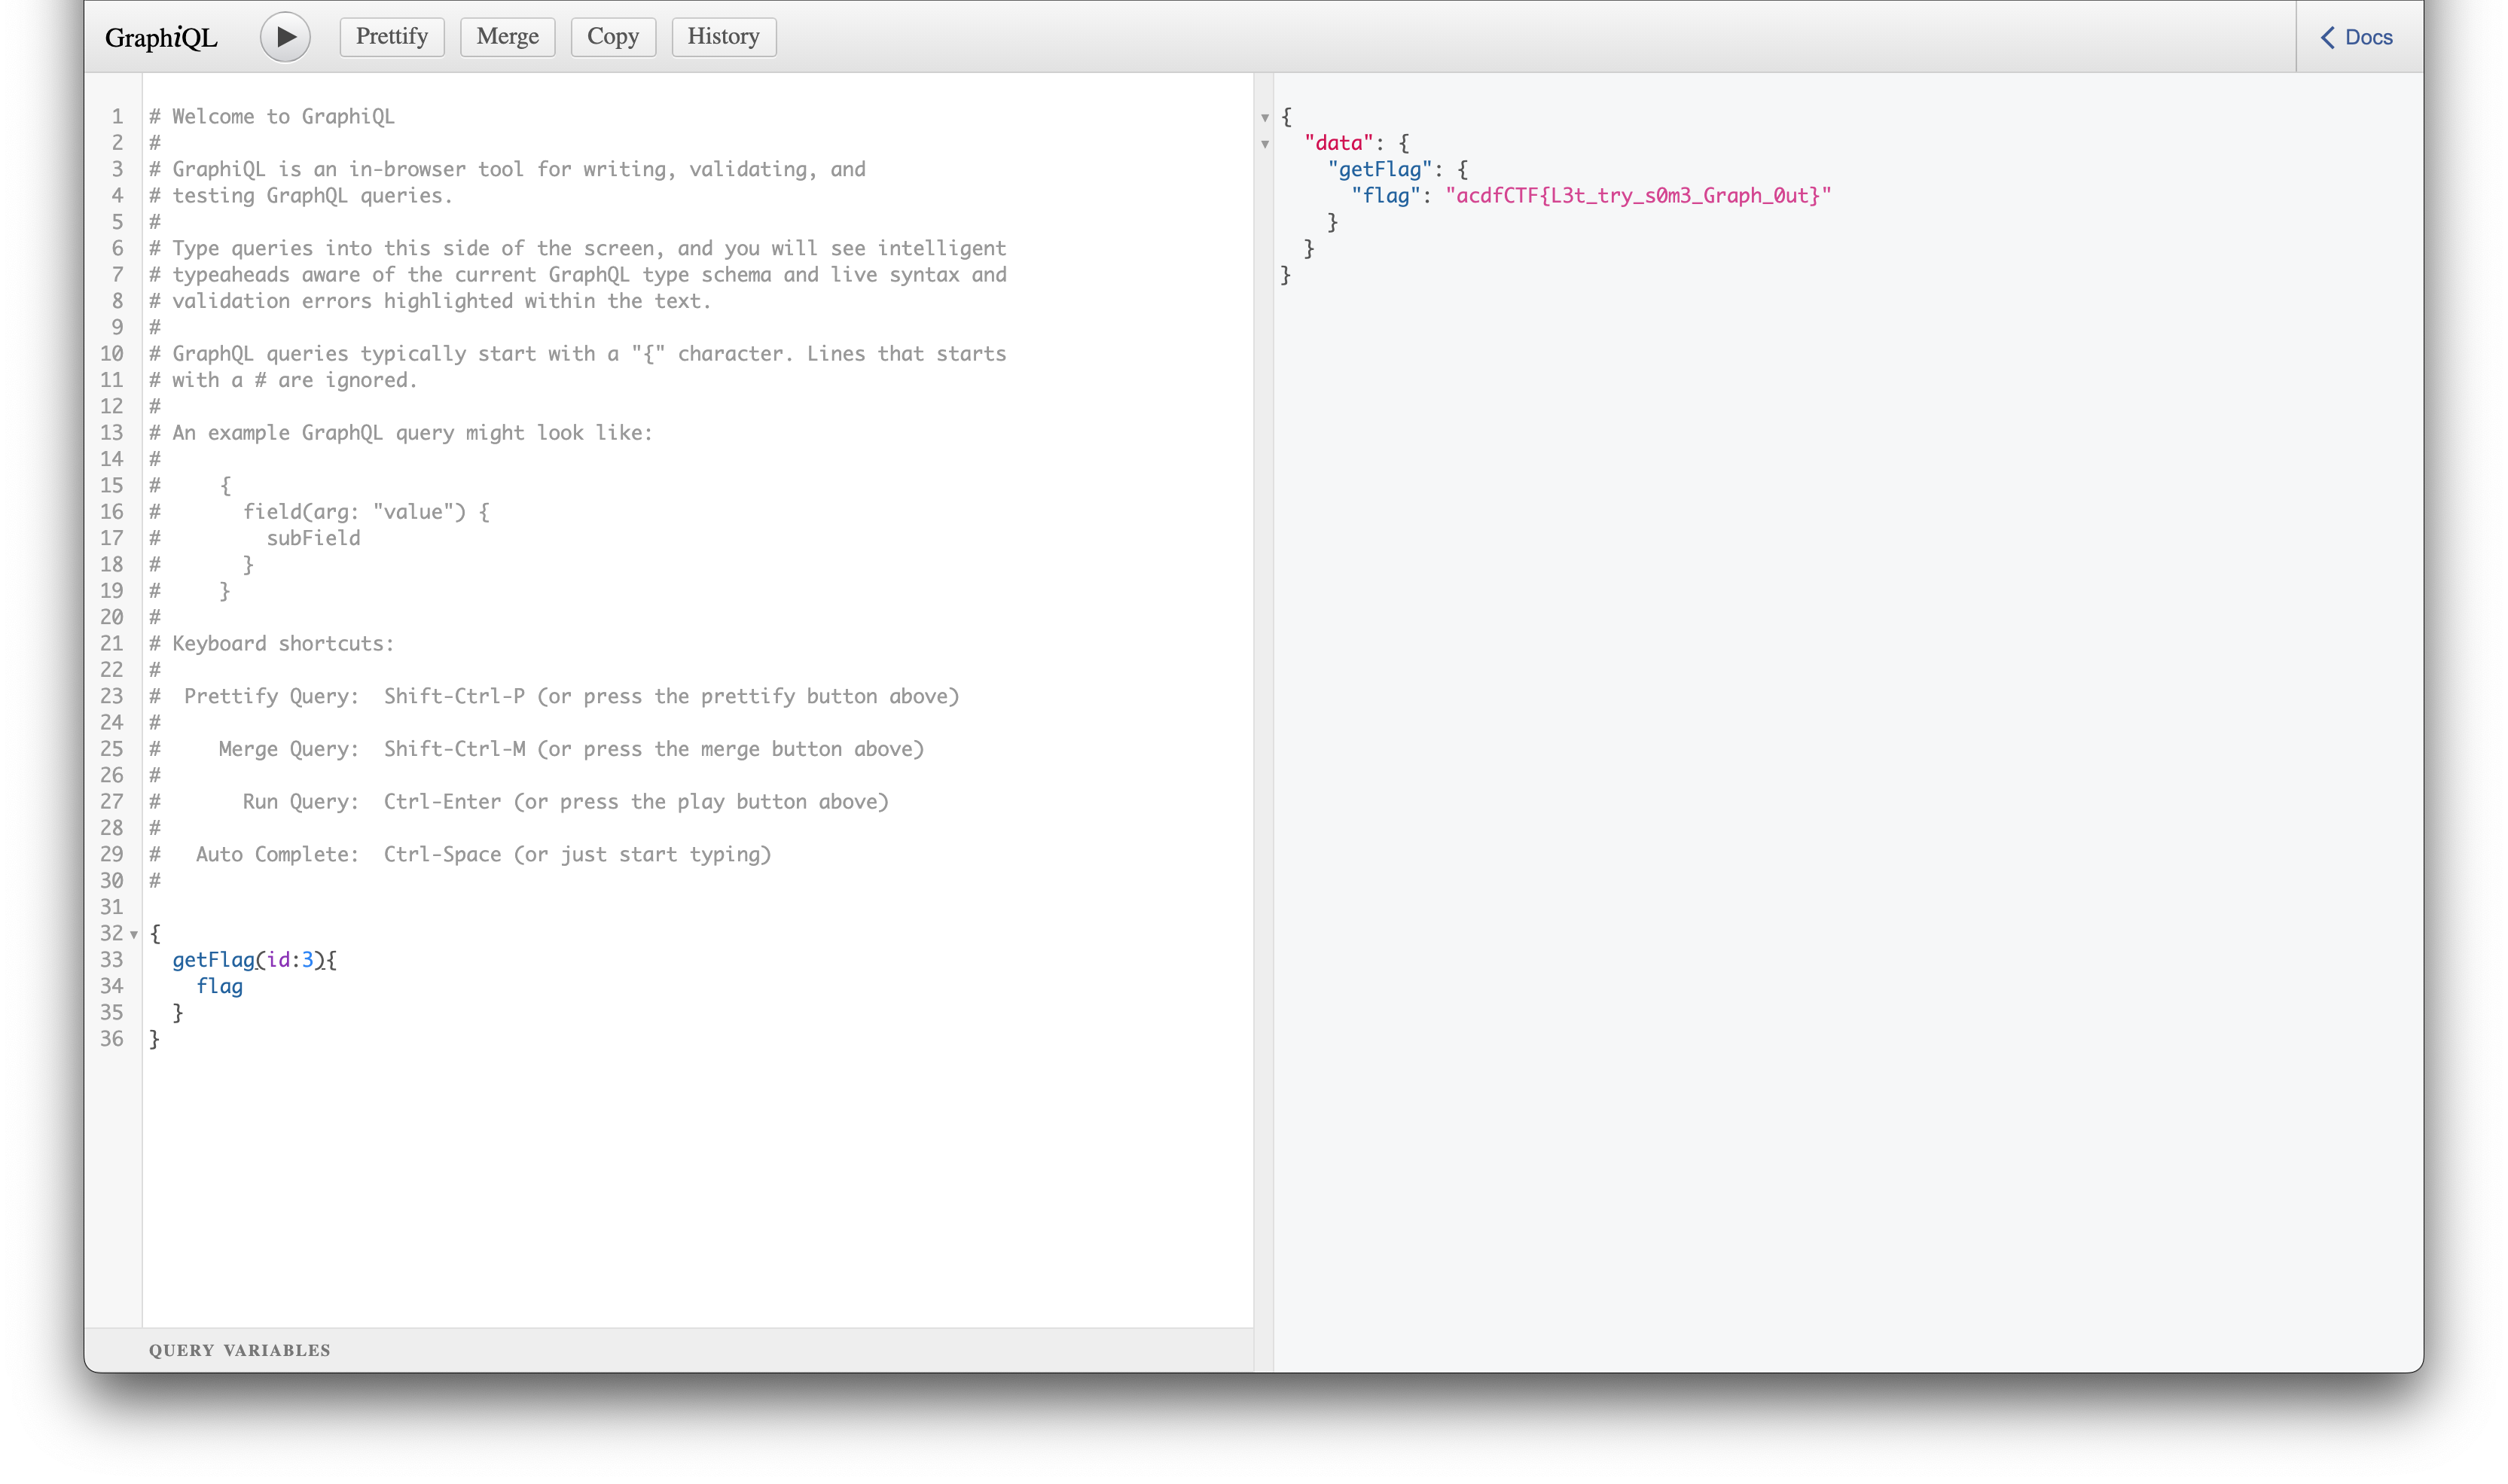 GraphiQL Prettify Merge Copy History Docs
1 # Welcome to GraphiQL
2 #
3 # GraphiQL is an in-browser tool for writing, validating, and
4 # testing GraphQL queries.
5 #
6 # Type queries into this side of the screen, and you will see intelligent
7 # typeaheads aware of the current GraphQL type schema and live syntax and
8 # validation errors highlighted within the text.
9 #
10 # GraphQL queries typically start with a "{" character. Lines that starts
11 # with a # are ignored.
12 #
13 # An example GraphQL query might look like:
14 #
15 #     {
16 #       field(arg: "value") {
17 #         subField
18 #       }
19 #     }
20 #
21 # Keyboard shortcuts:
22 #
23 #  Prettify Query:  Shift-Ctrl-P (or press the prettify button above)
24 #
25 #     Merge Query:  Shift-Ctrl-M (or press the merge button above)
26 #
27 #       Run Query:  Ctrl-Enter (or press the play button above)
28 #
29 #   Auto Complete:  Ctrl-Space (or just start typing)
30 #
31
32 {
33   getFlag(id:3){
34     flag
35   }
36 }
QUERY VARIABLES
{
  "data": {
    "getFlag": {
      "flag": "acdfCTF{L3t_try_s0m3_Graph_0ut}"
    }
  }
}